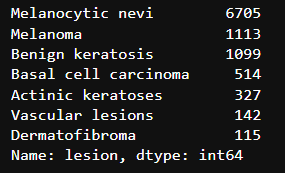 Melanocytic nevi 6705
Melanoma 1113
Benign keratosis 1099
Basal cell carcinoma 514
Actinic keratoses 327
Vascular lesions 142
Dermatofibroma 115
Name: lesion, dtype: int64